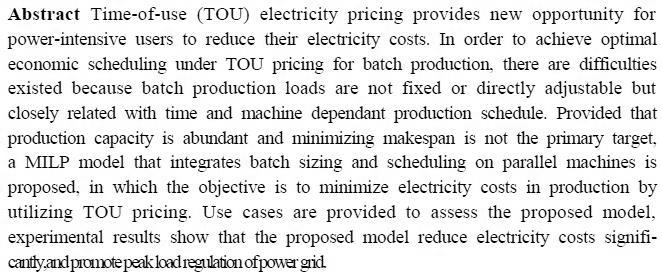 Abstract Time-of-use (TOU) electricity pricing provides new opportunity for
power-intensive users to reduce their electricity costs. In order to achieve optimal
economic scheduling under TOU pricing for batch production, there are difficulties
existed because batch production loads are not fixed or directly adjustable but
closely related with time and machine dependant production schedule. Provided that
production capacity is abundant and minimizing makespan is not the primary target,
a MILP model that integrates batch sizing and scheduling on parallel machines is
proposed, in which the objective is to minimize electricity costs in production by
utilizing TOU pricing. Use cases are provided to assess the proposed model,
experimental results show that the proposed model reduce electricity costs signifi-
cantly,and promote peak load regulation of power grid.